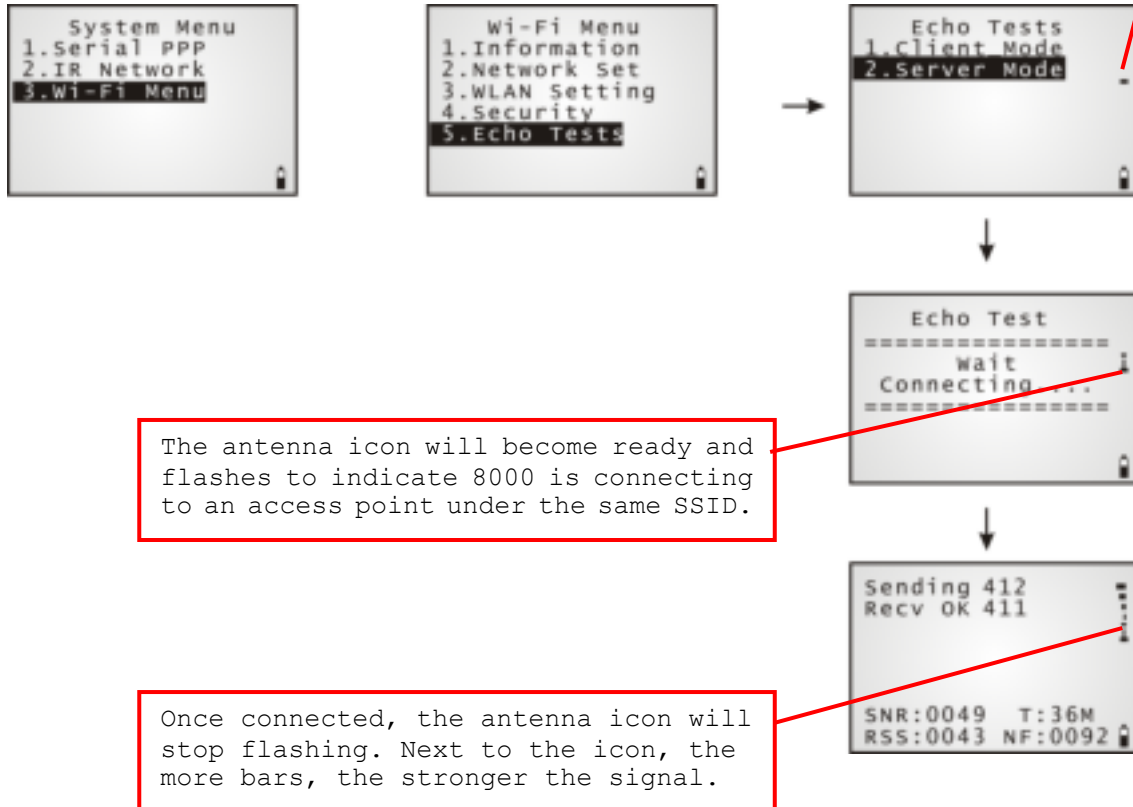 System Menu
1.Serial PPP
2.IR Network
3.Wi-Fi Menu
Wi-Fi Menu
1.Information
2.Network Set
3.WLAN Setting
4.Security
5.Echo Tests
Echo Tests
1.Client Mode
2.Server Mode
Echo Test
================
Wait
Connecting....
================
The antenna icon will become ready and
flashes to indicate 8000 is connecting
to an access point under the same SSID.
Sending 412
Recv OK 411
SNR:0049 T:36M
RSS:0043 NF:0092
Once connected, the antenna icon will
stop flashing. Next to the icon, the
more bars, the stronger the signal.